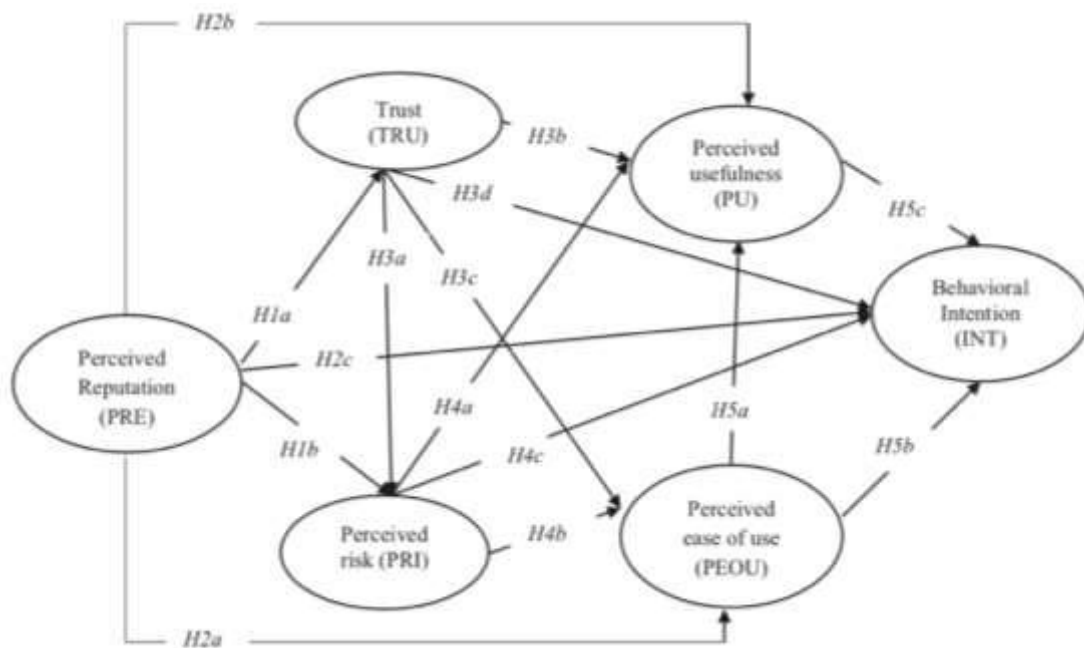 H2b
Trust
(TRU)
H3b
Perceived
usefulness
(PU)
H3d
H5c
H3a
H3c
Behavioral
Intention
(INT)
H1a
Perceived
Reputation
(PRE)
H2c
H4a
H5a
H1b
H4c
H5b
Perceived
risk (PRI)
H4b
Perceived
ease of use
(PEOU)
H2a